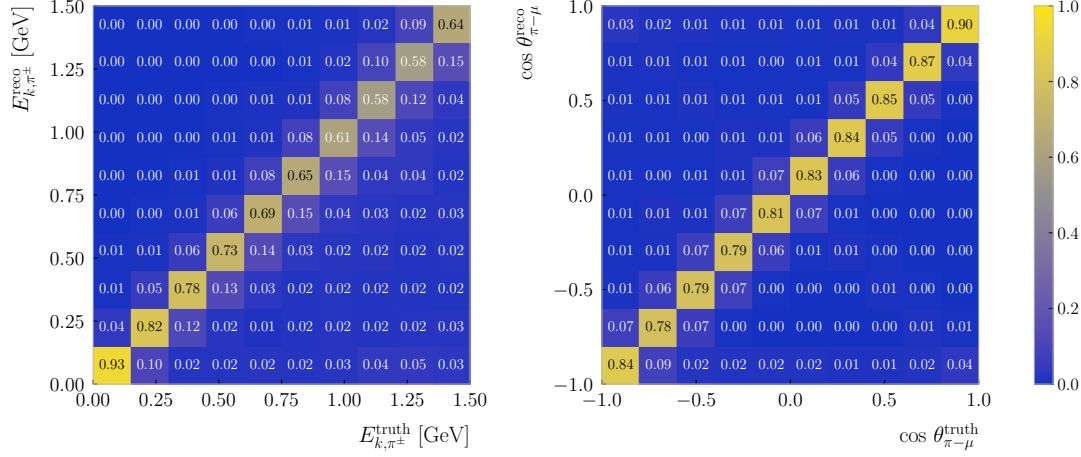 E^reco_k,π± [GeV]
1.50
1.25
1.00
0.75
0.50
0.25
0.00
0.00 0.00 0.00 0.00 0.01 0.01 0.02 0.02 0.09 0.64
0.00 0.00 0.00 0.00 0.00 0.01 0.02 0.10 0.58 0.15
0.00 0.00 0.00 0.00 0.01 0.01 0.08 0.58 0.12 0.04
0.00 0.00 0.00 0.01 0.01 0.08 0.61 0.14 0.05 0.02
0.00 0.00 0.00 0.01 0.08 0.65 0.15 0.04 0.04 0.02
0.00 0.00 0.01 0.06 0.69 0.15 0.04 0.03 0.02 0.03
0.01 0.01 0.06 0.73 0.14 0.03 0.02 0.02 0.02 0.02
0.01 0.05 0.78 0.13 0.03 0.02 0.02 0.02 0.02 0.02
0.04 0.82 0.12 0.02 0.01 0.02 0.02 0.02 0.02 0.03
0.93 0.10 0.02 0.02 0.02 0.02 0.03 0.04 0.05 0.03
0.00 0.25 0.50 0.75 1.00 1.25 1.50
E^truth_k,π± [GeV]
cos θ^reco_π−μ
1.0
0.5
0.0
−0.5
−1.0
0.03 0.02 0.01 0.01 0.01 0.01 0.01 0.01 0.04 0.90
0.01 0.01 0.00 0.00 0.00 0.00 0.01 0.04 0.87 0.04
0.01 0.01 0.00 0.00 0.00 0.01 0.05 0.85 0.05 0.00
0.01 0.01 0.00 0.01 0.01 0.06 0.84 0.05 0.00 0.00
0.01 0.01 0.01 0.01 0.07 0.83 0.06 0.00 0.00 0.00
0.00 0.01 0.01 0.07 0.81 0.07 0.01 0.00 0.00 0.00
0.01 0.01 0.07 0.79 0.06 0.01 0.01 0.00 0.00 0.00
0.01 0.06 0.79 0.07 0.00 0.00 0.00 0.01 0.00 0.00
0.07 0.78 0.07 0.00 0.00 0.00 0.00 0.00 0.01 0.01
0.84 0.09 0.02 0.02 0.01 0.01 0.01 0.01 0.02 0.04
−1.0 −0.5 0.0 0.5 1.0
cos θ^truth_π−μ
1.0
0.8
0.6
0.4
0.2
0.0